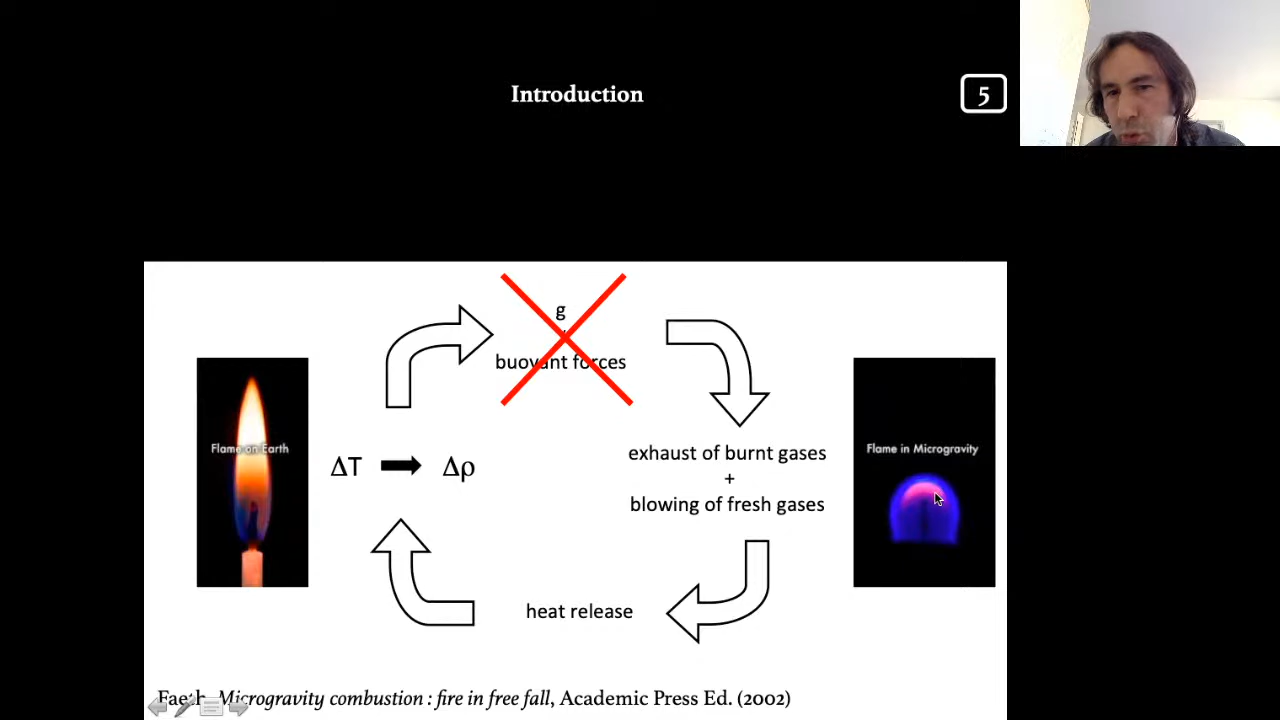 Introduction
5
g
buoyant forces
Flame on Earth
ΔT
Δρ
exhaust of burnt gases
+
blowing of fresh gases
Flame in Microgravity
heat release
Faeth, Microgravity combustion : fire in free fall, Academic Press Ed. (2002)